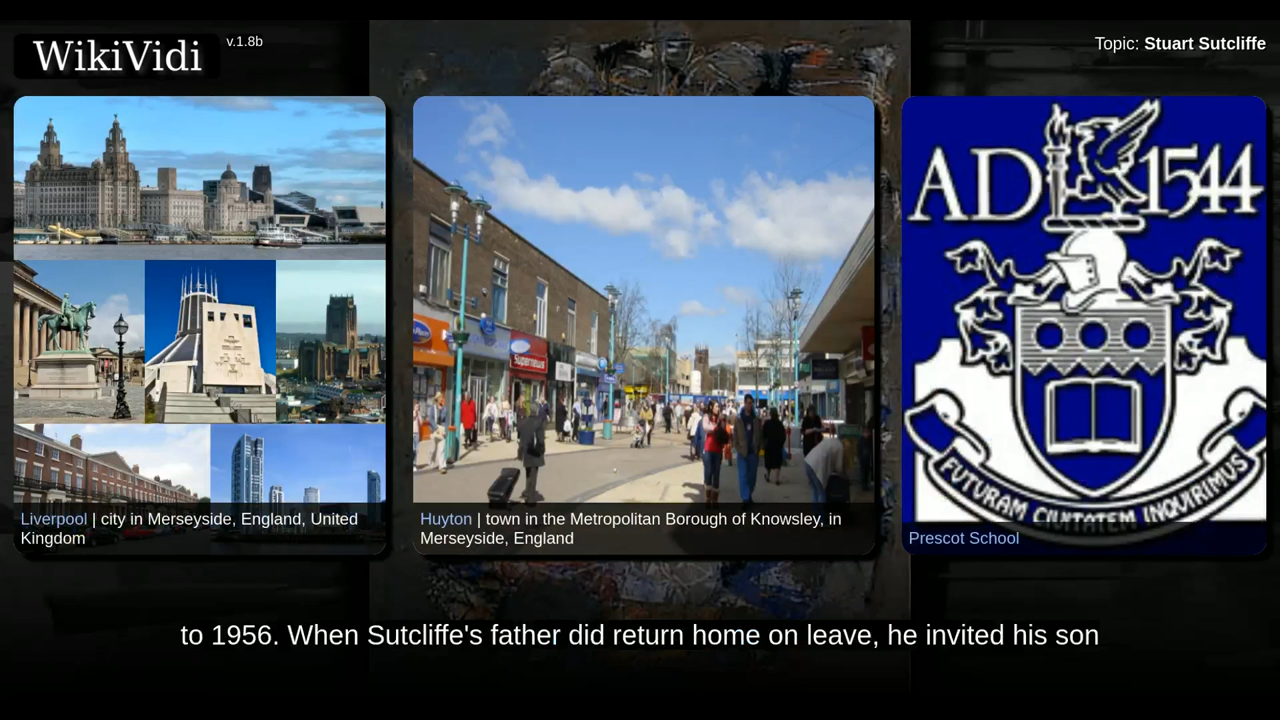 WikiVidi
v.1.8b
Topic: Stuart Sutcliffe
Supernews
AD 1544
FUTURAM CIVITATEM INQUIRIMUS
Liverpool | city in Merseyside, England, United
Kingdom
Huyton | town in the Metropolitan Borough of Knowsley, in
Merseyside, England
Prescot School
to 1956. When Sutcliffe's father did return home on leave, he invited his son